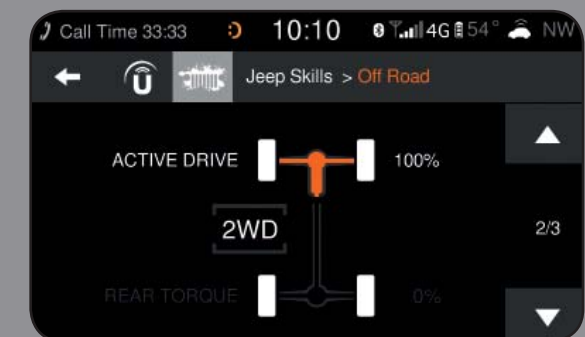 Call Time 33:33 10:10 4G 54° NW
U Jeep Skills > Off Road
ACTIVE DRIVE 100%
2WD 2/3
REAR TORQUE 0%